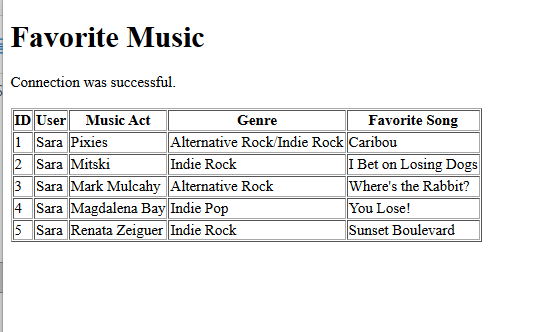 Favorite Music
Connection was successful.
ID User Music Act Genre Favorite Song
1 Sara Pixies Alternative Rock/Indie Rock Caribou
2 Sara Mitski Indie Rock I Bet on Losing Dogs
3 Sara Mark Mulcahy Alternative Rock Where's the Rabbit?
4 Sara Magdalena Bay Indie Pop You Lose!
5 Sara Renata Zeiguer Indie Rock Sunset Boulevard